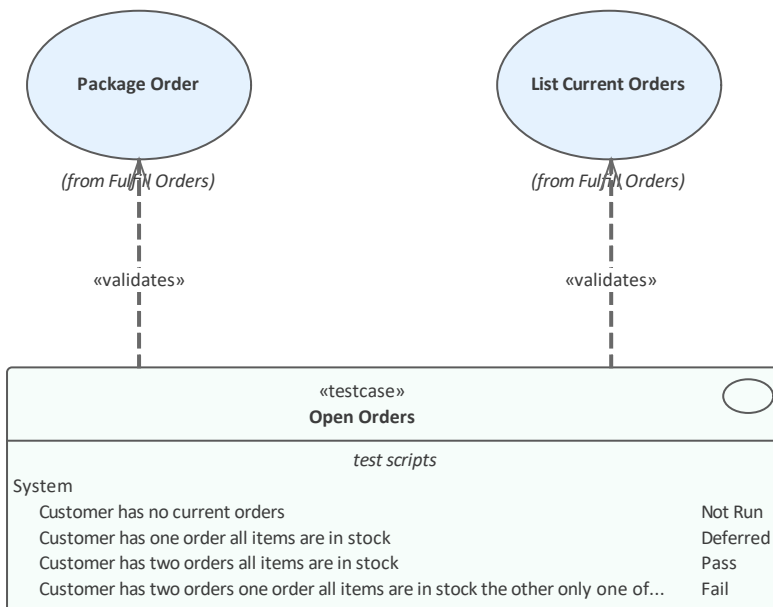 Package Order
List Current Orders
(from Fulfill Orders)
(from Fulfill Orders)
«validates»
«validates»
«testcase»
Open Orders
test scripts
System
Customer has no current orders Not Run
Customer has one order all items are in stock Deferred
Customer has two orders all items are in stock Pass
Customer has two orders one order all items are in stock the other only one of... Fail